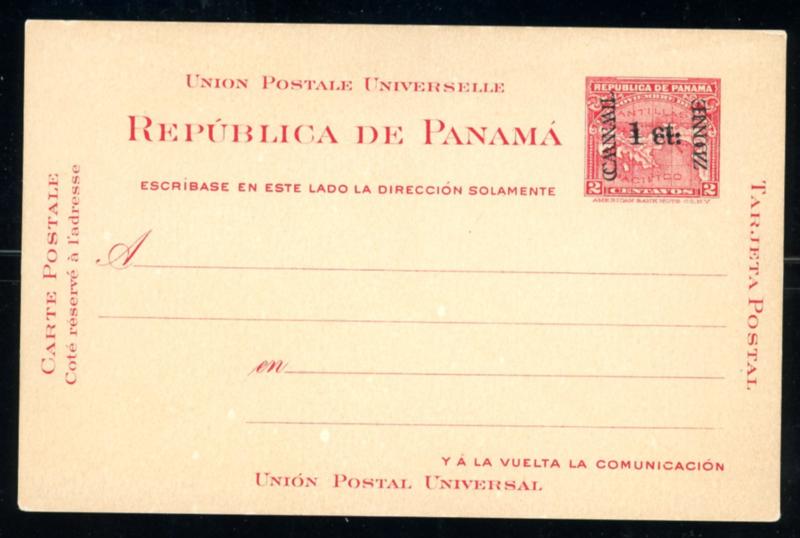 UNION POSTALE UNIVERSELLE
REPÚBLICA DE PANAMÁ
ESCRÍBASE EN ESTE LADO LA DIRECCIÓN SOLAMENTE
REPUBLICA DE PANAMA
CANAL
1 ct.
ZONE
2 CENTAVOS 2
AMERICAN BANK NOTE CO. N.Y.
CARTE POSTALE
Coté réservé à l'adresse
TARJETA POSTAL
A
en
Y Á LA VUELTA LA COMUNICACIÓN
UNIÓN POSTAL UNIVERSAL